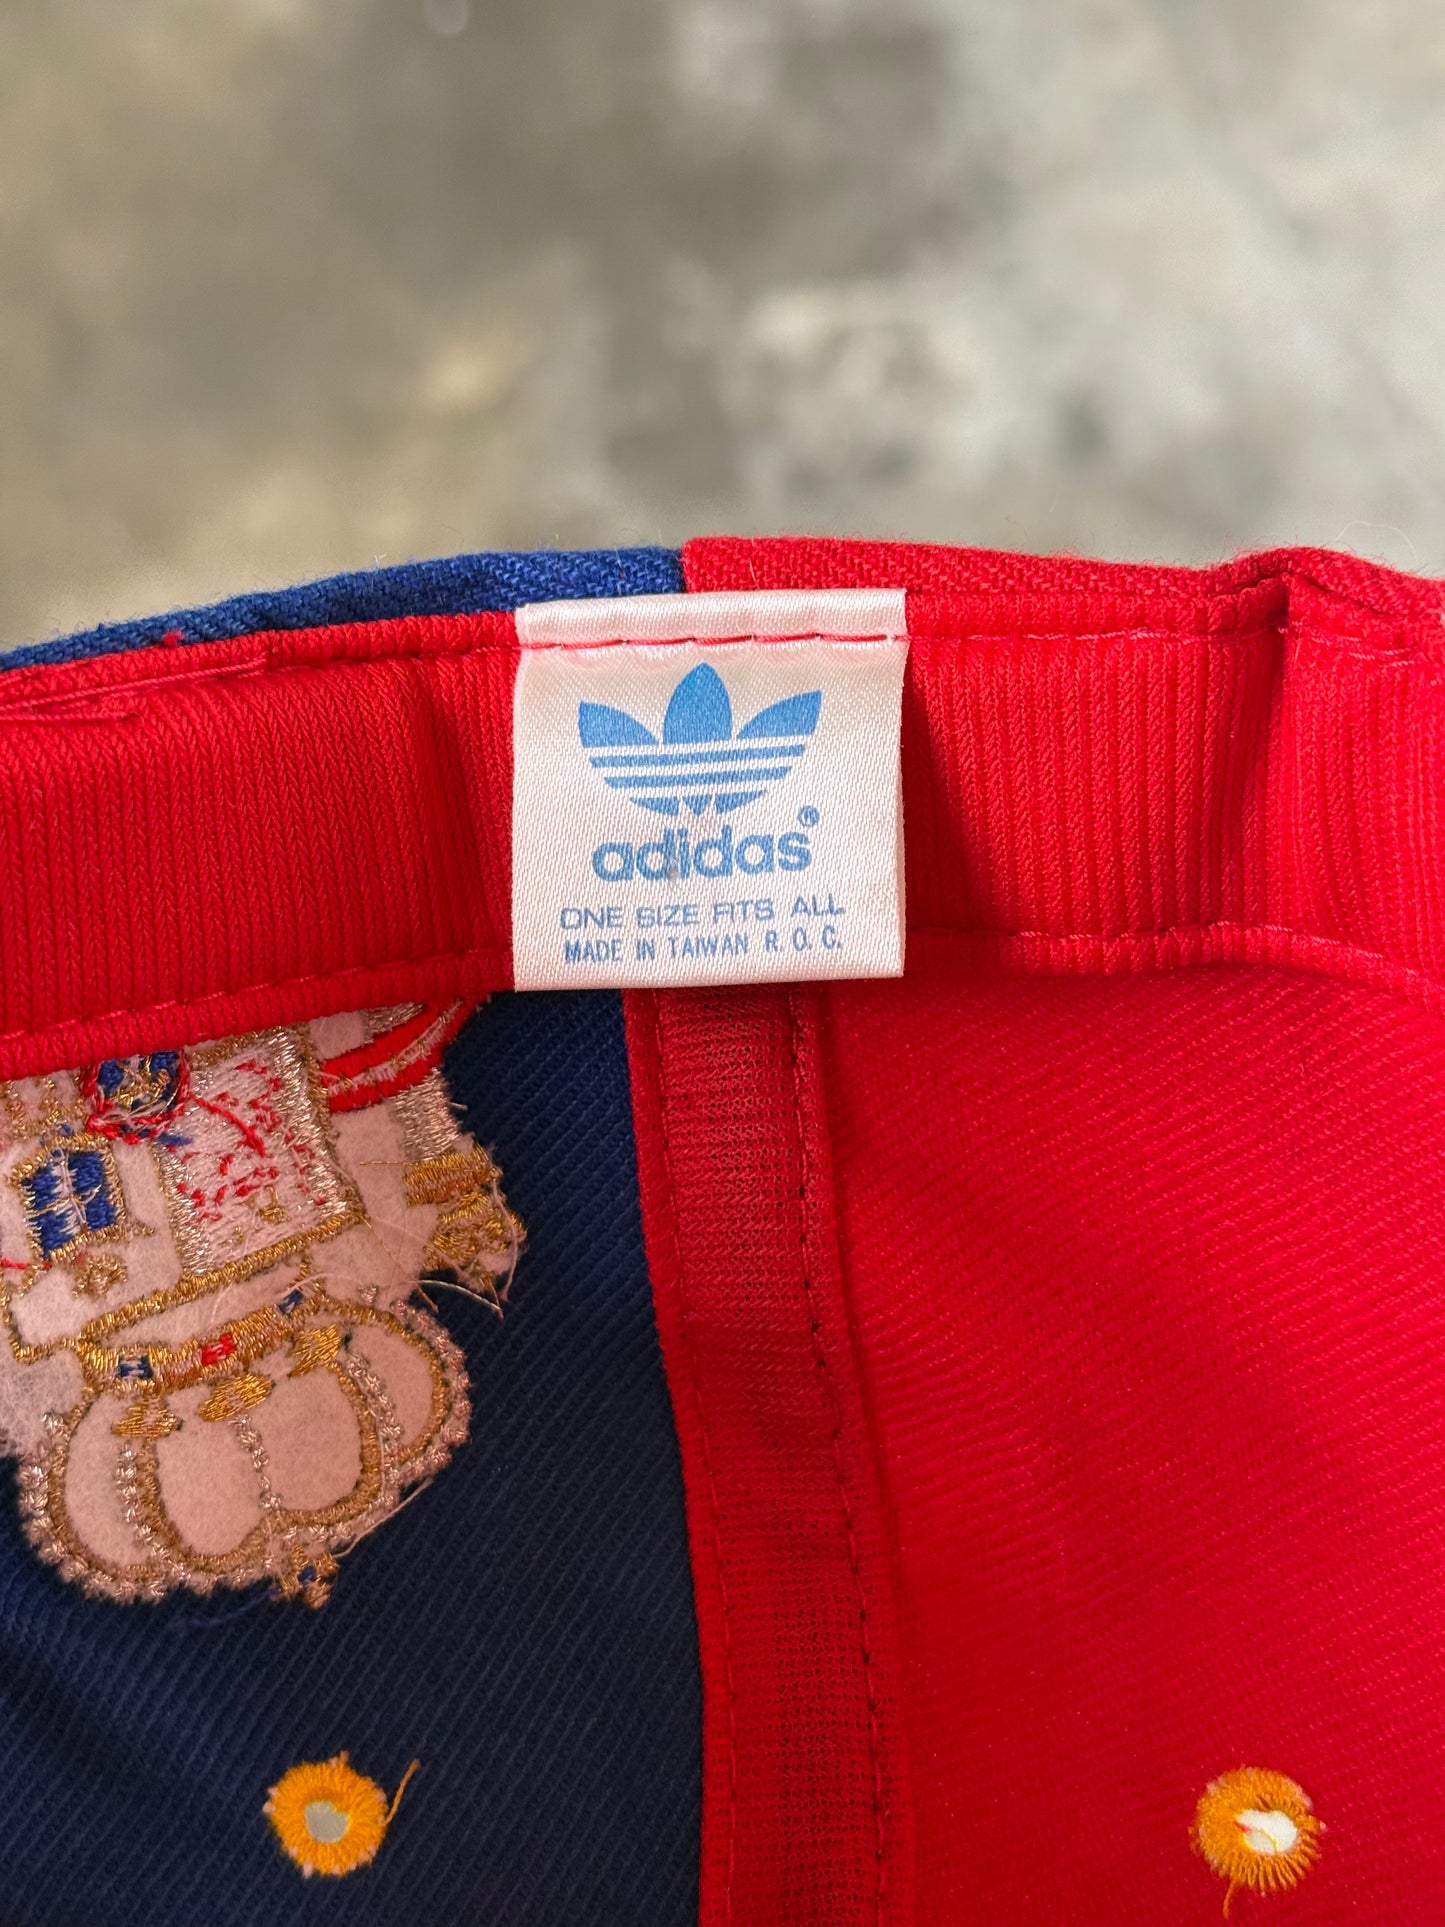 adidas®
ONE SIZE FITS ALL
MADE IN TAIWAN R.O.C.